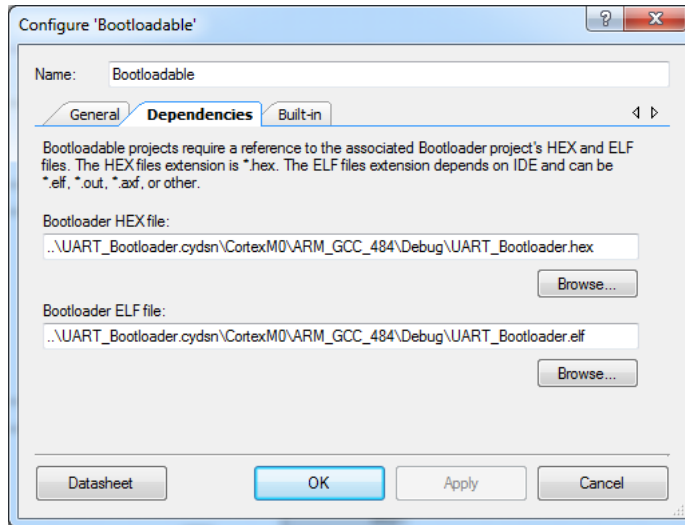 Configure 'Bootloadable'
Name: Bootloadable
General Dependencies Built-in
Bootloadable projects require a reference to the associated Bootloader project's HEX and ELF
files. The HEX files extension is *.hex. The ELF files extension depends on IDE and can be
*.elf, *.out, *.axf, or other.
Bootloader HEX file:
..\UART_Bootloader.cydsn\CortexM0\ARM_GCC_484\Debug\UART_Bootloader.hex
Browse...
Bootloader ELF file:
..\UART_Bootloader.cydsn\CortexM0\ARM_GCC_484\Debug\UART_Bootloader.elf
Browse...
Datasheet OK Apply Cancel